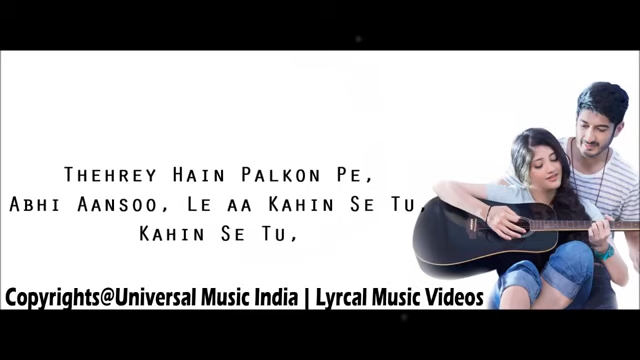 Thehrey Hain Palkon Pe,
Abhi Aansoo, Le aa Kahin Se Tu,
Kahin Se Tu,
Copyrights@Universal Music India | Lyrcal Music Videos